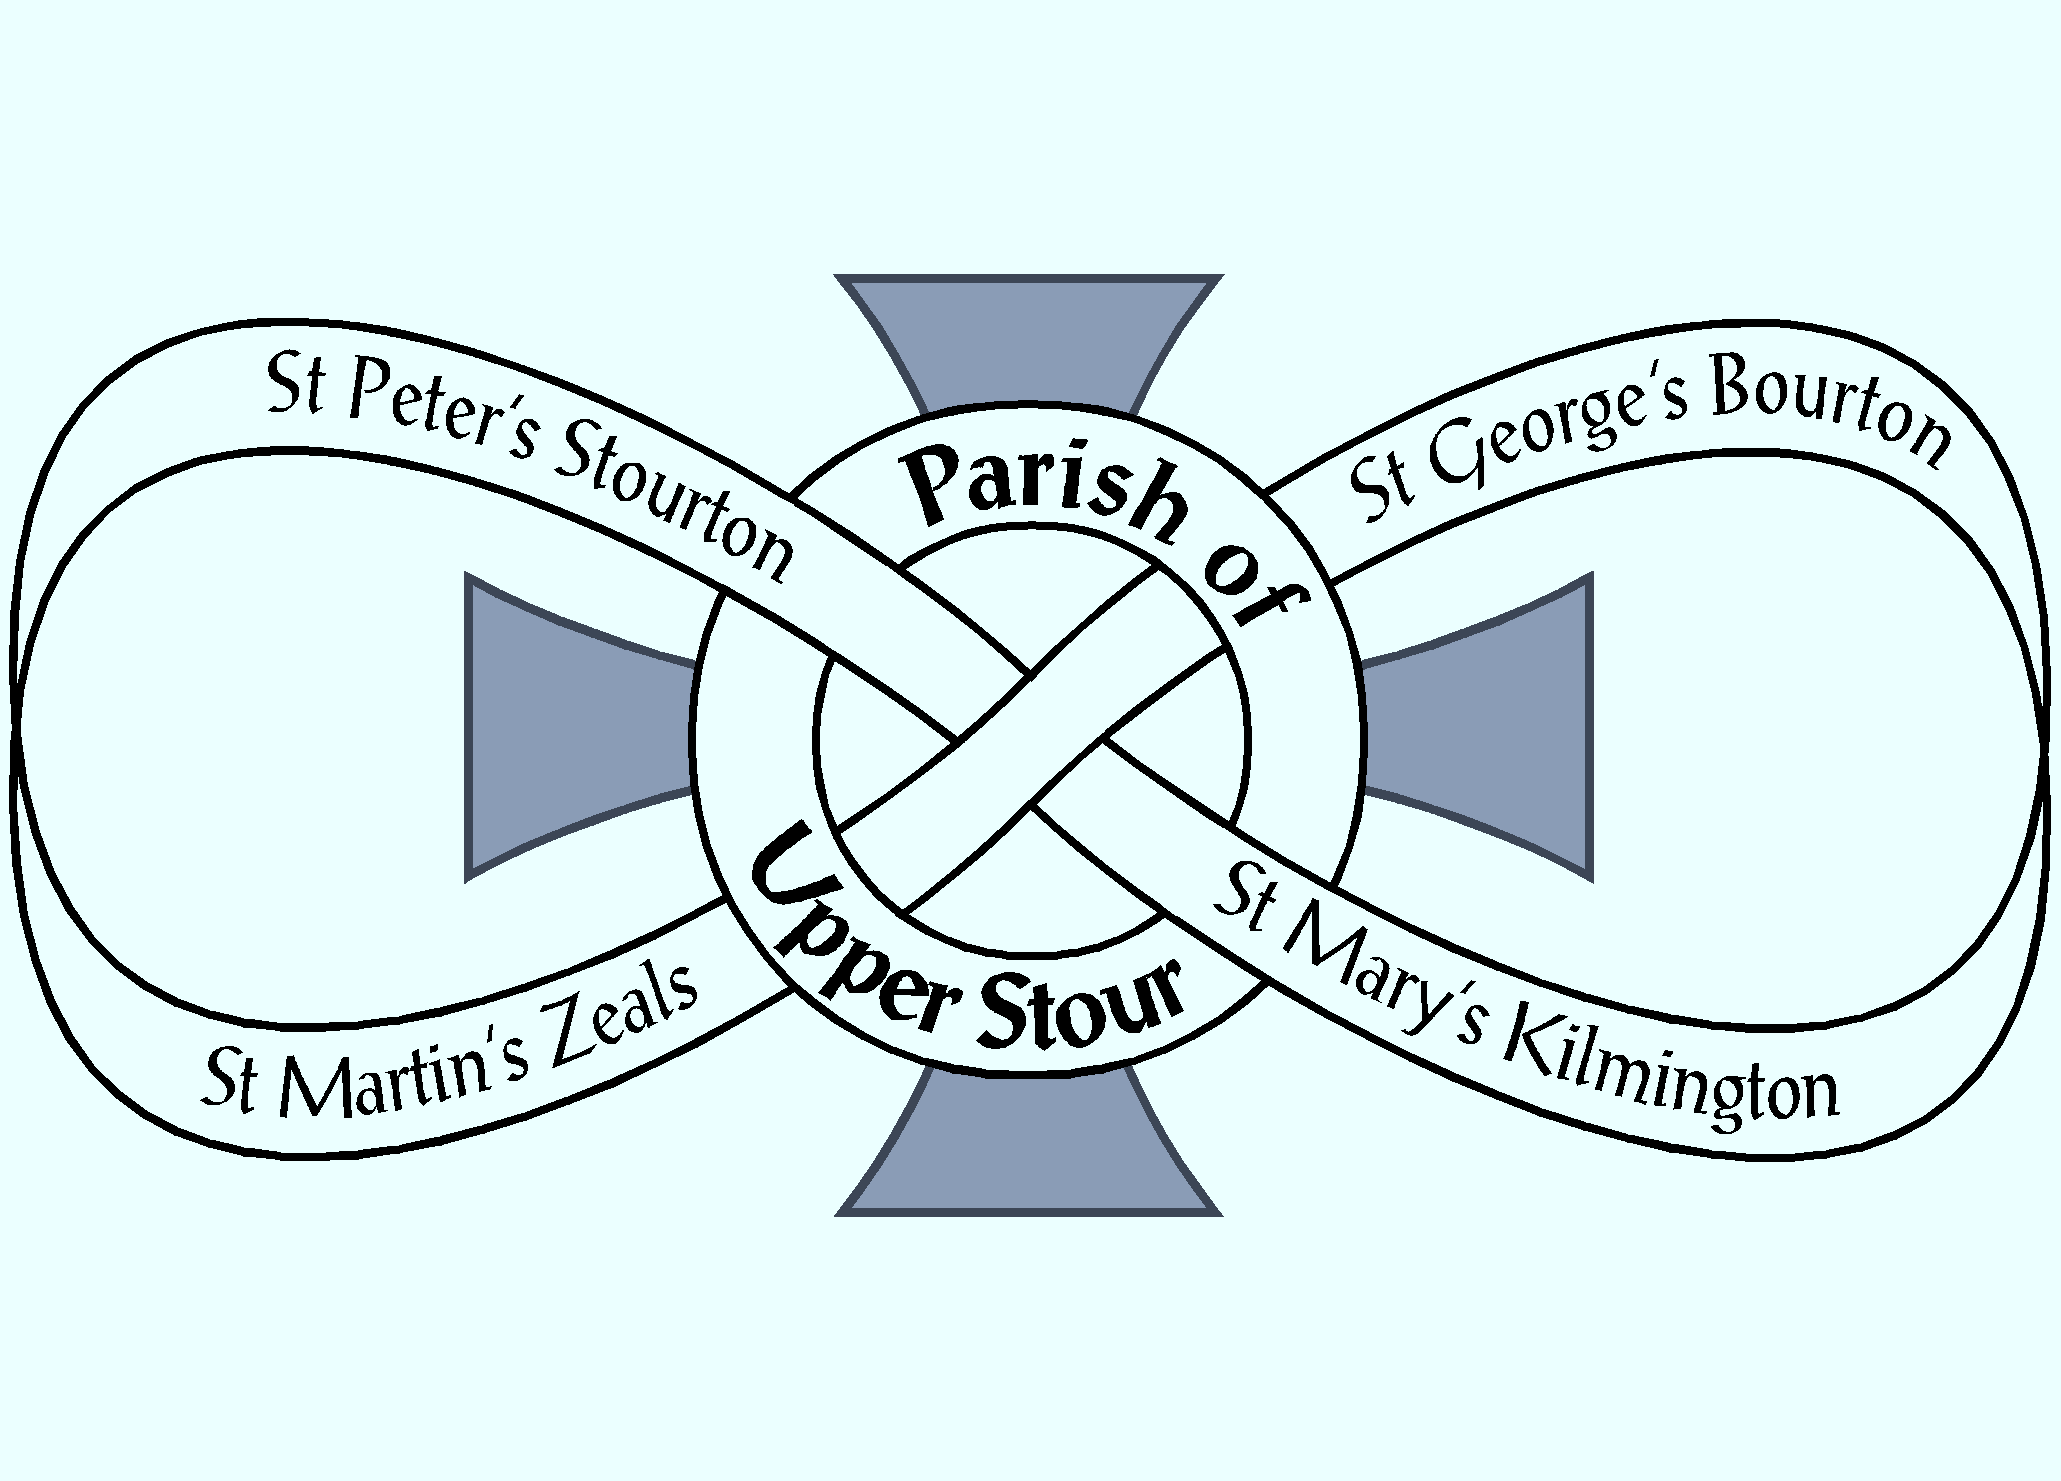 St Peter's Stourton
St George's Bourton
Parish of
Upper Stour
St Martin's Zeals
St Mary's Kilmington